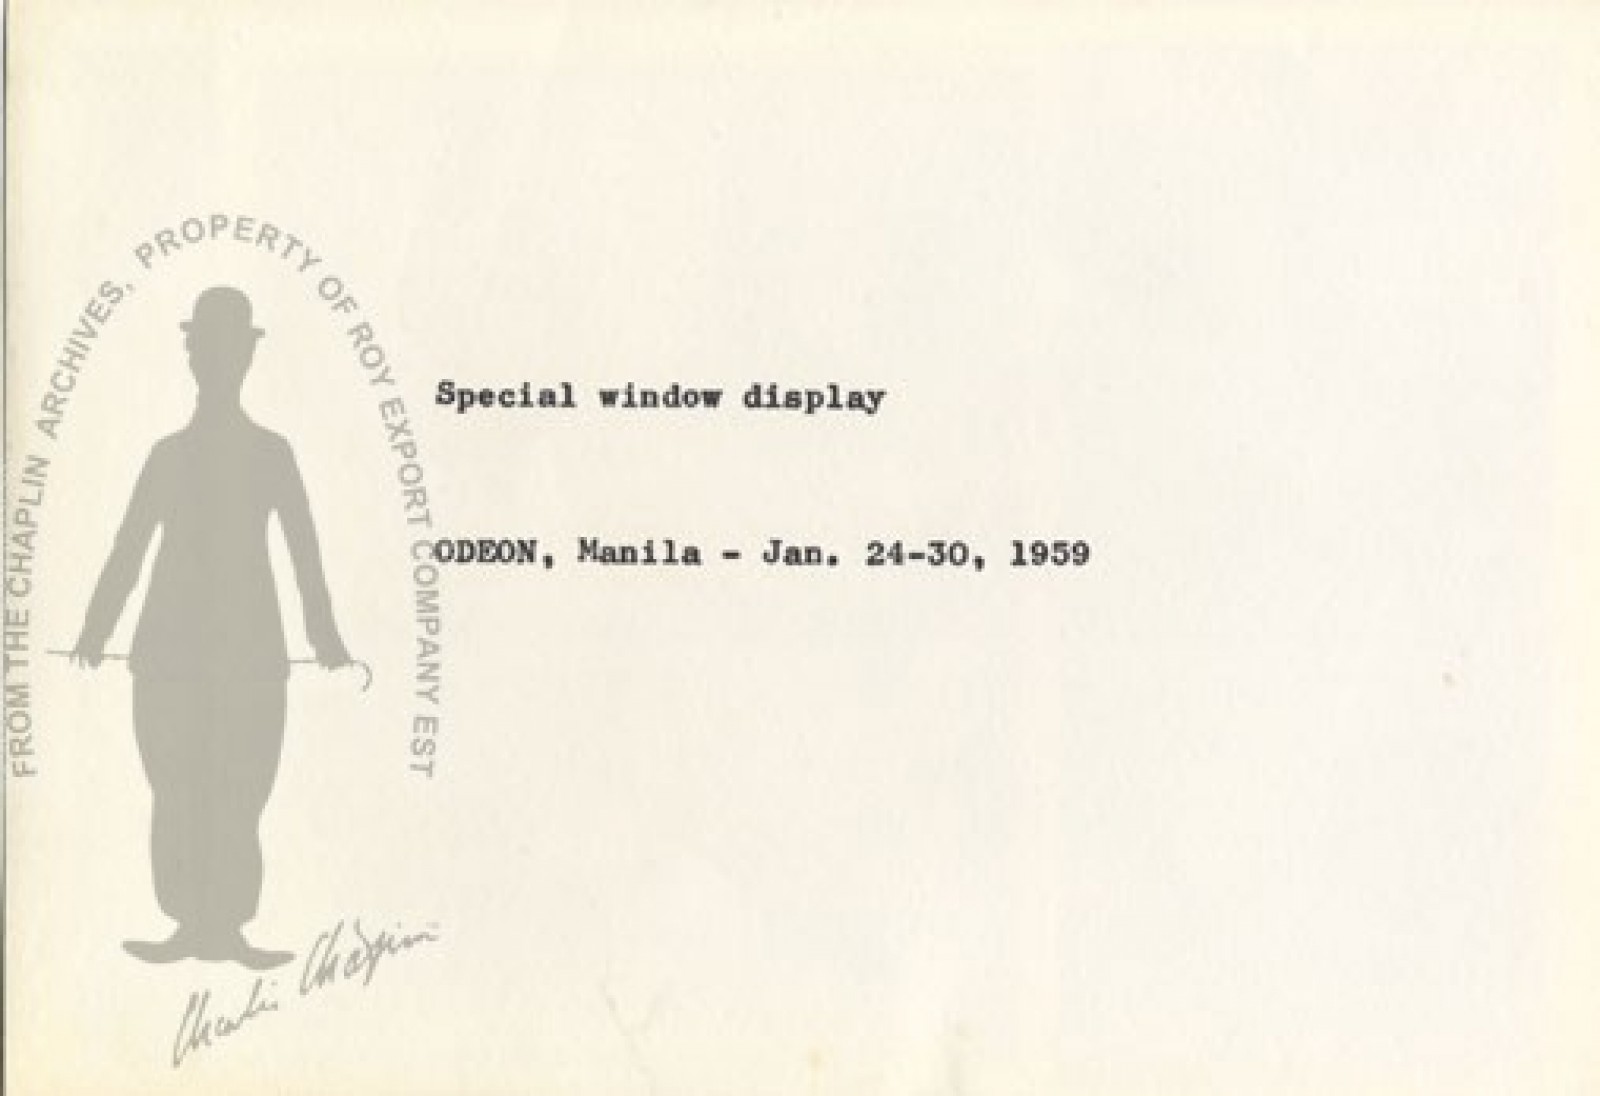 FROM THE CHAPLIN ARCHIVES, PROPERTY OF ROY EXPORT COMPANY EST
Special window display
ODEON, Manila - Jan. 24-30, 1959
Charlie Chaplin